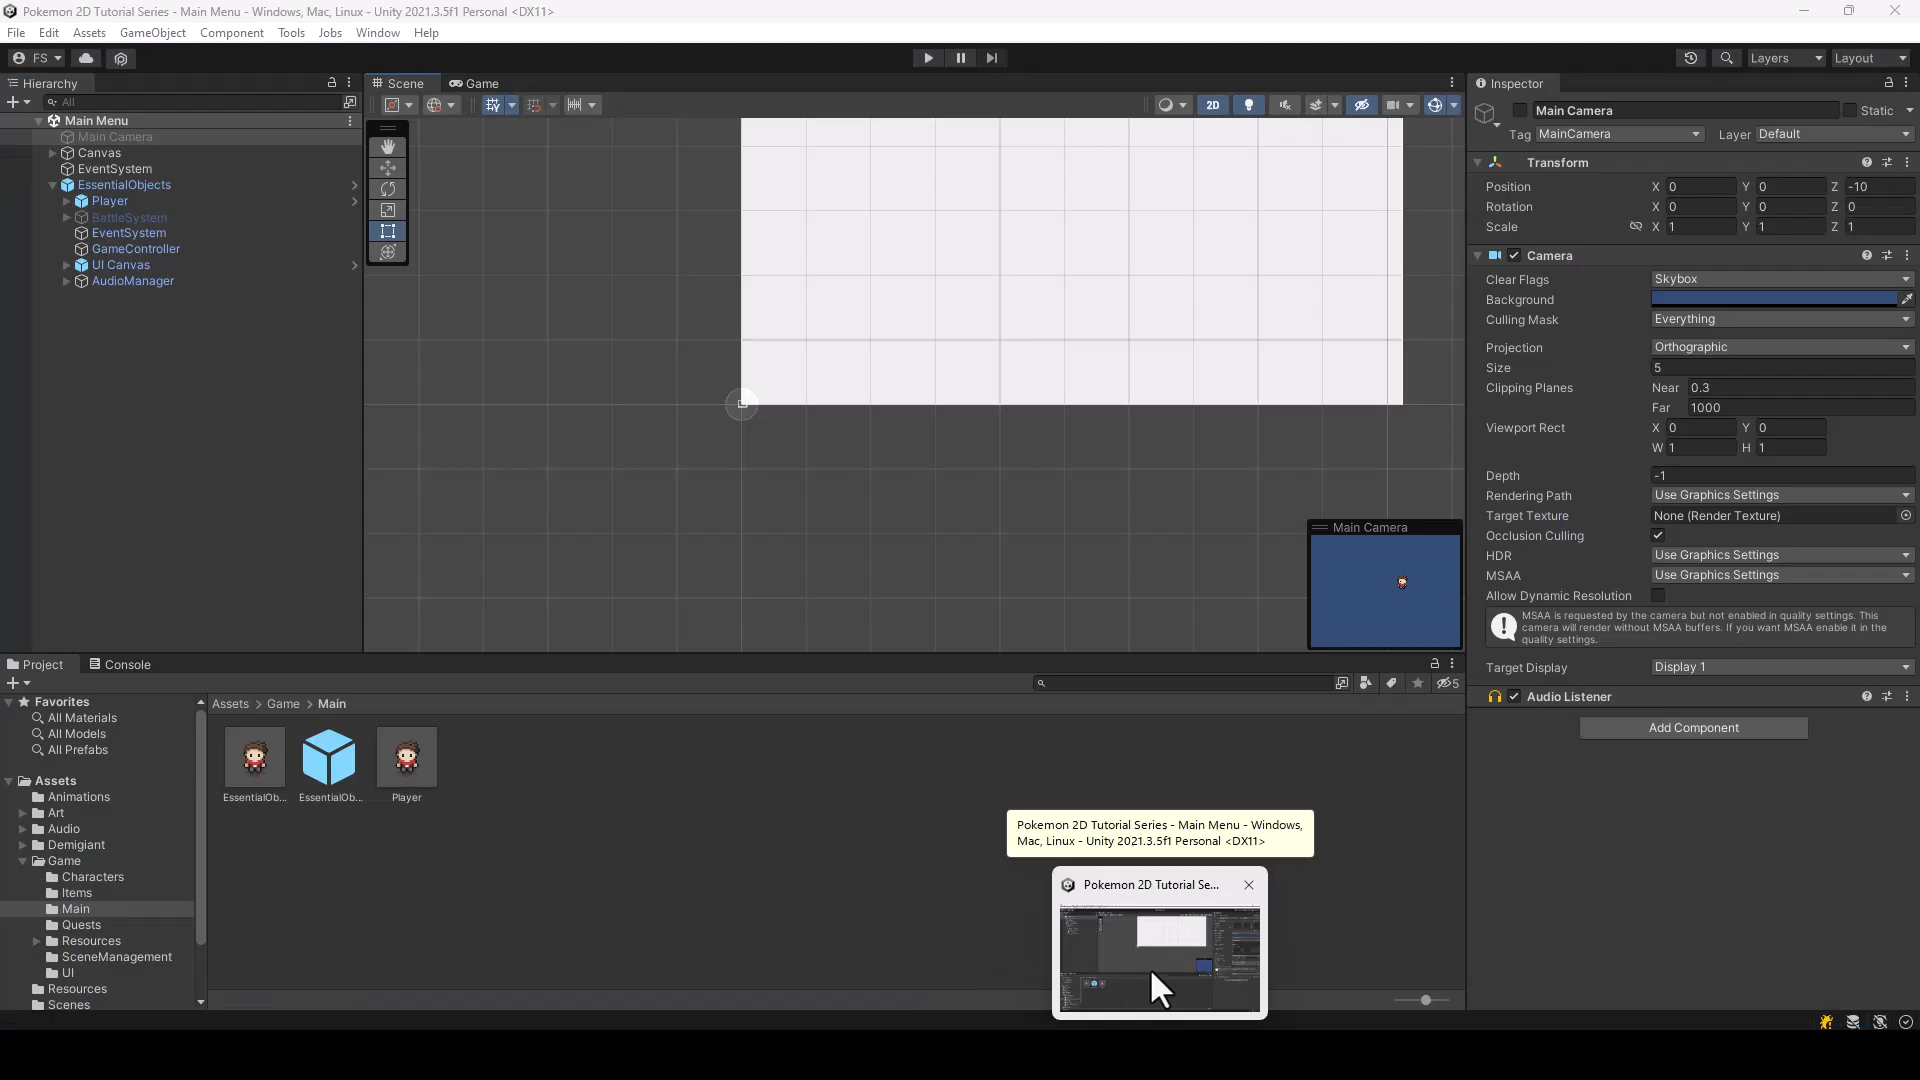 Pokemon 2D Tutorial Series - Main Menu - Windows, Mac, Linux - Unity 2021.3.5f1 Personal <DX11>
File Edit Assets GameObject Component Tools Jobs Window Help
FS Layers Layout
Hierarchy
All
Main Menu
Main Camera
Canvas
EventSystem
EssentialObjects
Player
BattleSystem
EventSystem
GameController
UI Canvas
AudioManager
Scene Game
2D
Main Camera
Inspector
Main Camera Static
Tag MainCamera Layer Default
Transform
Position X 0 Y 0 Z -10
Rotation X 0 Y 0 Z 0
Scale X 1 Y 1 Z 1
Camera
Clear Flags Skybox
Background
Culling Mask Everything
Projection Orthographic
Size 5
Clipping Planes Near 0.3
Far 1000
Viewport Rect X 0 Y 0
W 1 H 1
Depth -1
Rendering Path Use Graphics Settings
Target Texture None (Render Texture)
Occlusion Culling
HDR Use Graphics Settings
MSAA Use Graphics Settings
Allow Dynamic Resolution
MSAA is requested by the camera but not enabled in quality settings. This
camera will render without MSAA buffers. If you want MSAA enable it in the
quality settings.
Target Display Display 1
Audio Listener
Add Component
Project Console
5
Favorites
All Materials
All Models
All Prefabs
Assets
Animations
Art
Audio
Demigiant
Game
Characters
Items
Main
Quests
Resources
SceneManagement
UI
Resources
Scenes
Assets > Game > Main
EssentialOb... EssentialOb... Player
Pokemon 2D Tutorial Series - Main Menu - Windows,
Mac, Linux - Unity 2021.3.5f1 Personal <DX11>
Pokemon 2D Tutorial Se...